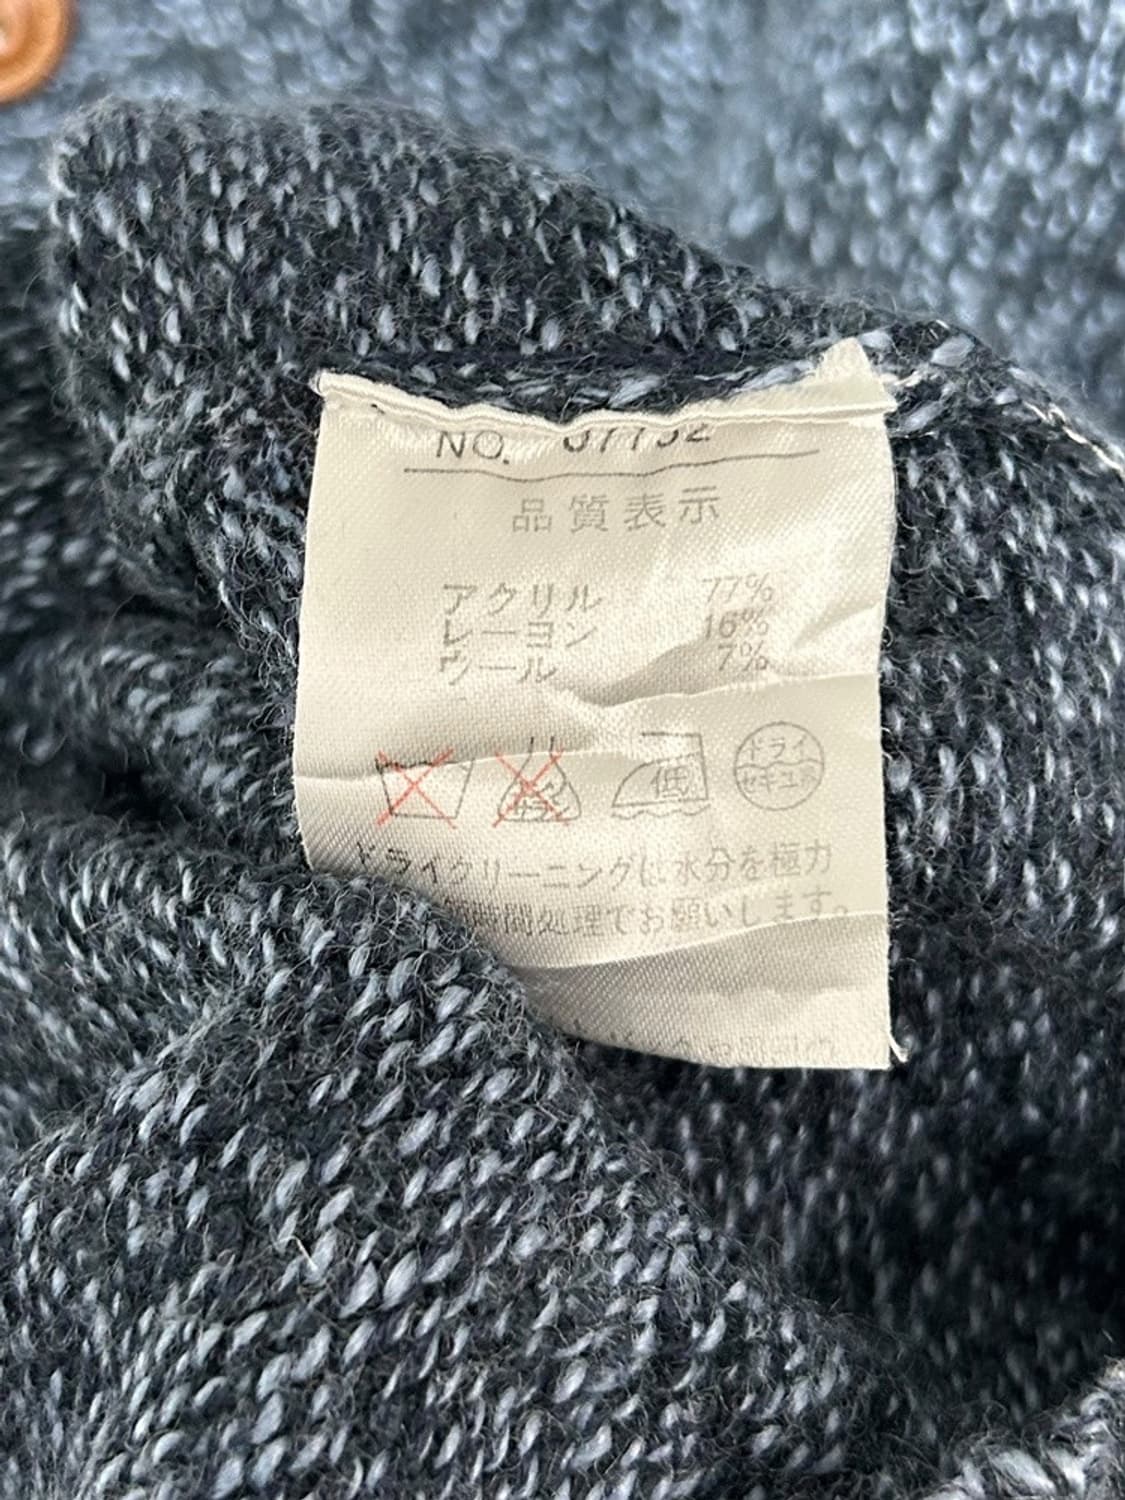 NO.
品質表示
アクリル 77%
レーヨン 16%
ウール 7%
低 ドライ
セキユ系
ドライクリーニングは水分を極力
時間処理でお願いします。